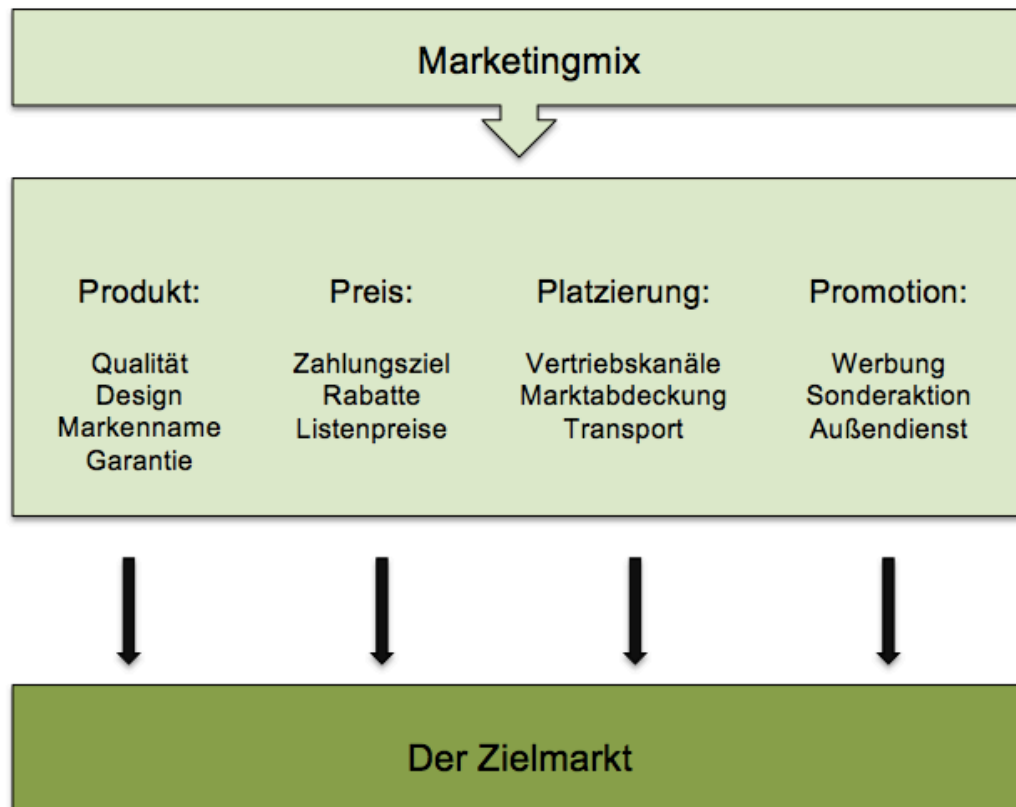 Marketingmix
Produkt:
Qualität
Design
Markenname
Garantie
Preis:
Zahlungsziel
Rabatte
Listenpreise
Platzierung:
Vertriebskanäle
Marktabdeckung
Transport
Promotion:
Werbung
Sonderaktion
Außendienst
Der Zielmarkt